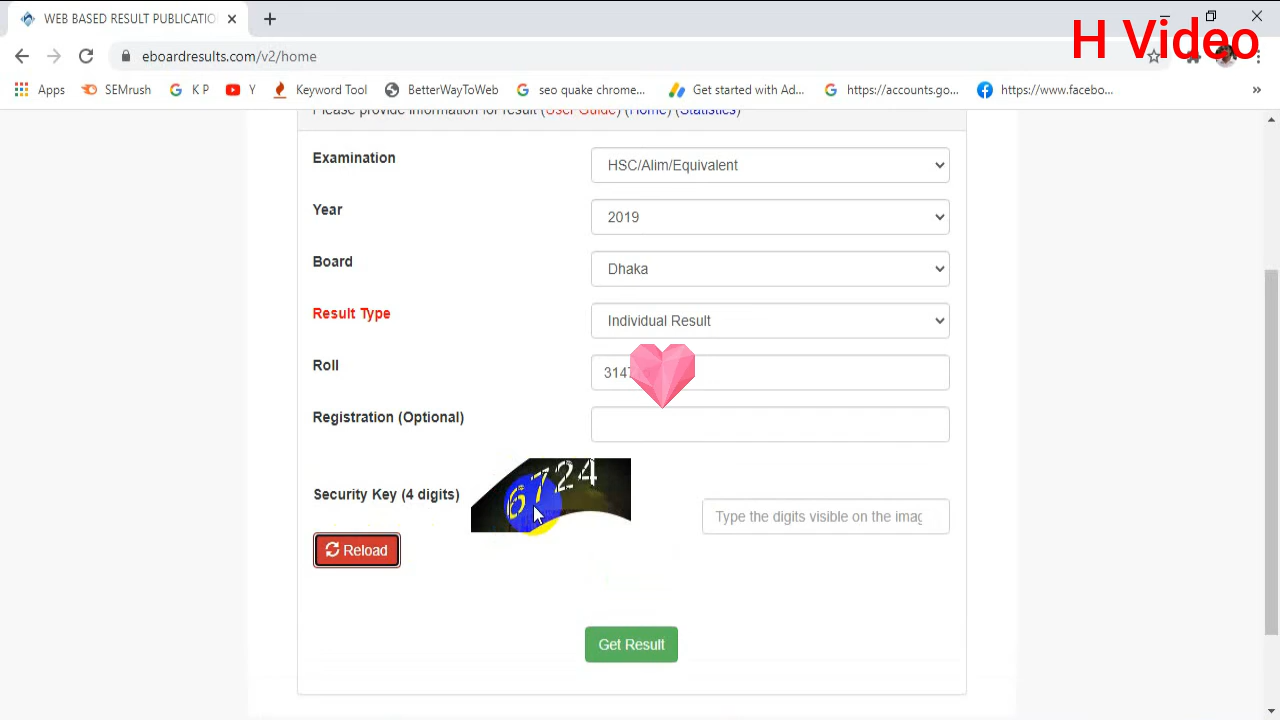 WEB BASED RESULT PUBLICATIO
H Video
eboardresults.com/v2/home
Apps SEMrush K P Y Keyword Tool BetterWayToWeb seo quake chrome... Get started with Ad... https://accounts.go... https://www.facebo... »
Please provide information for result (User Guide) (Home) (Statistics)
Examination HSC/Alim/Equivalent
Year 2019
Board Dhaka
Result Type Individual Result
Roll 314
Registration (Optional)
6724
Security Key (4 digits)
Type the digits visible on the imag
Reload
Get Result